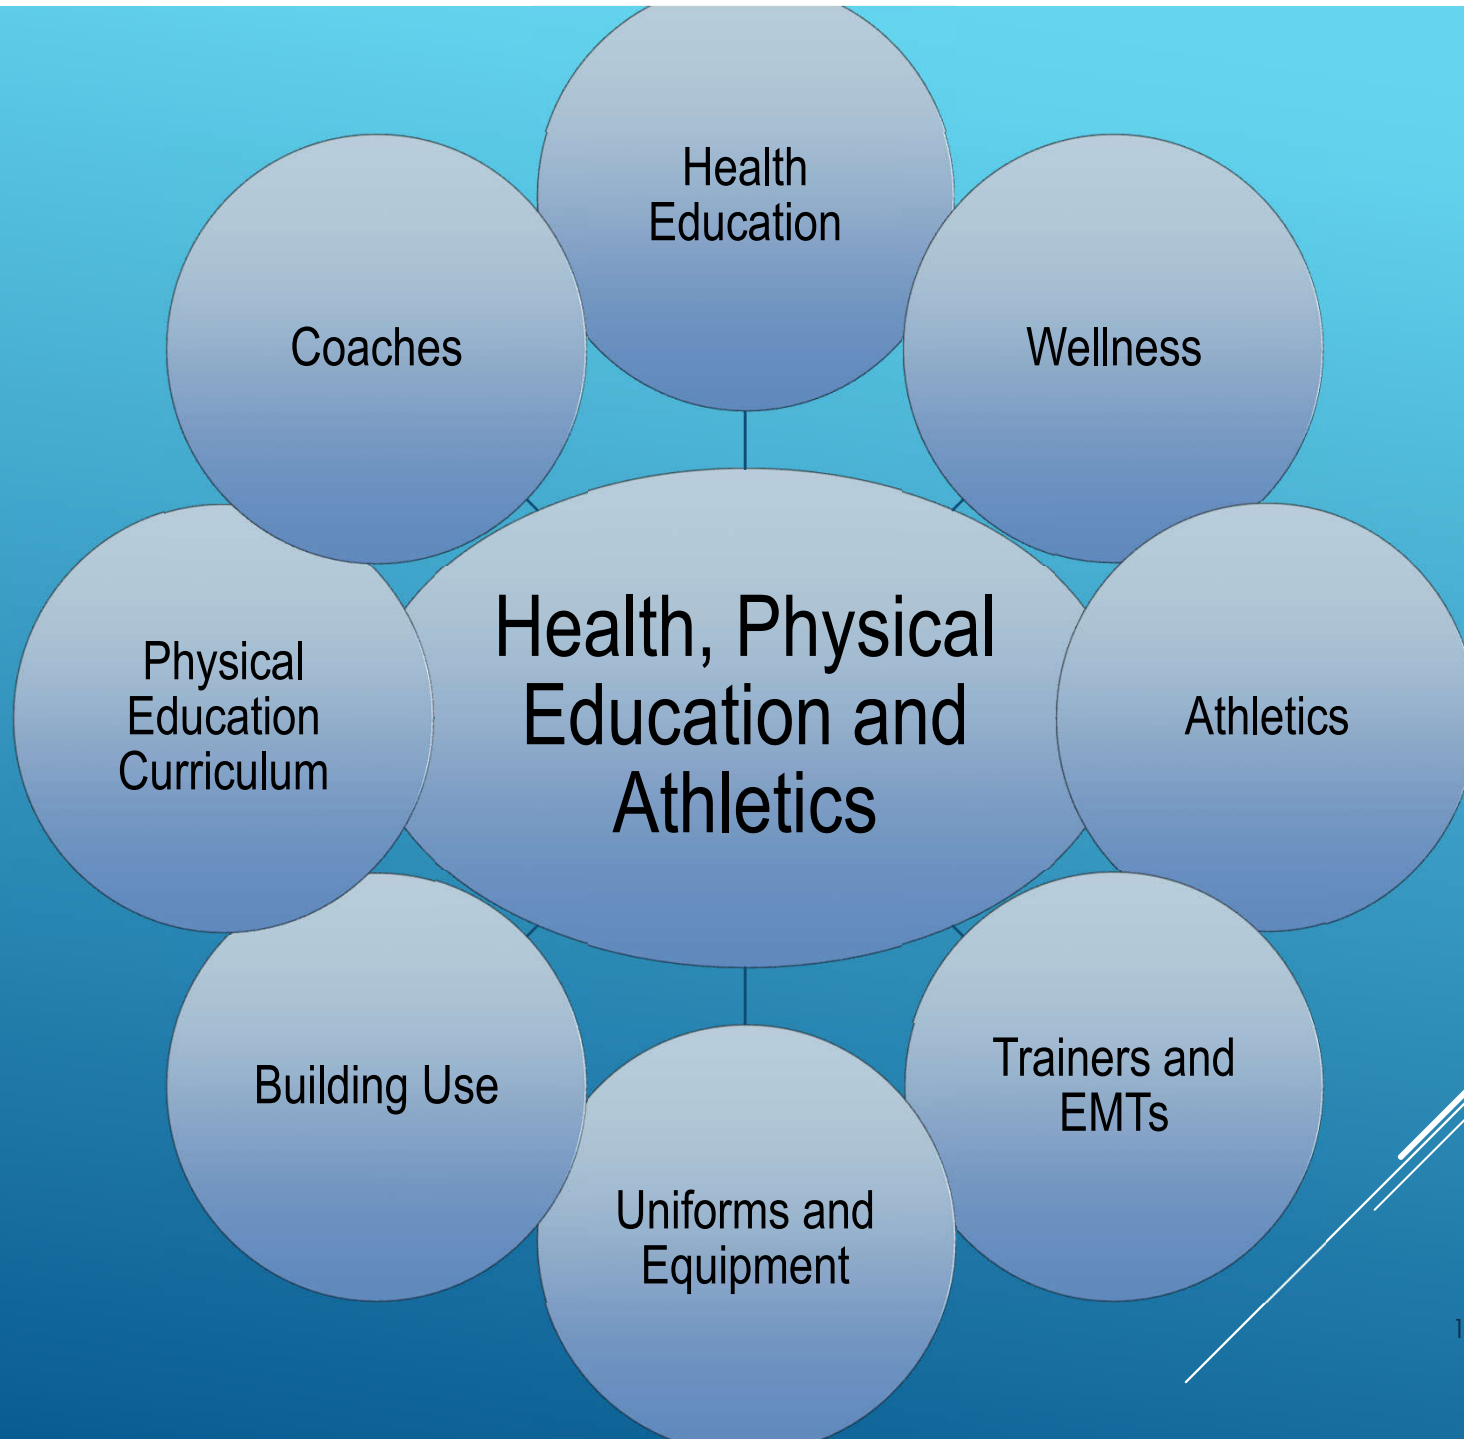 Health
Education
Wellness
Athletics
Trainers and
EMTs
Uniforms and
Equipment
Building Use
Physical
Education
Curriculum
Coaches
Health, Physical
Education and
Athletics
1